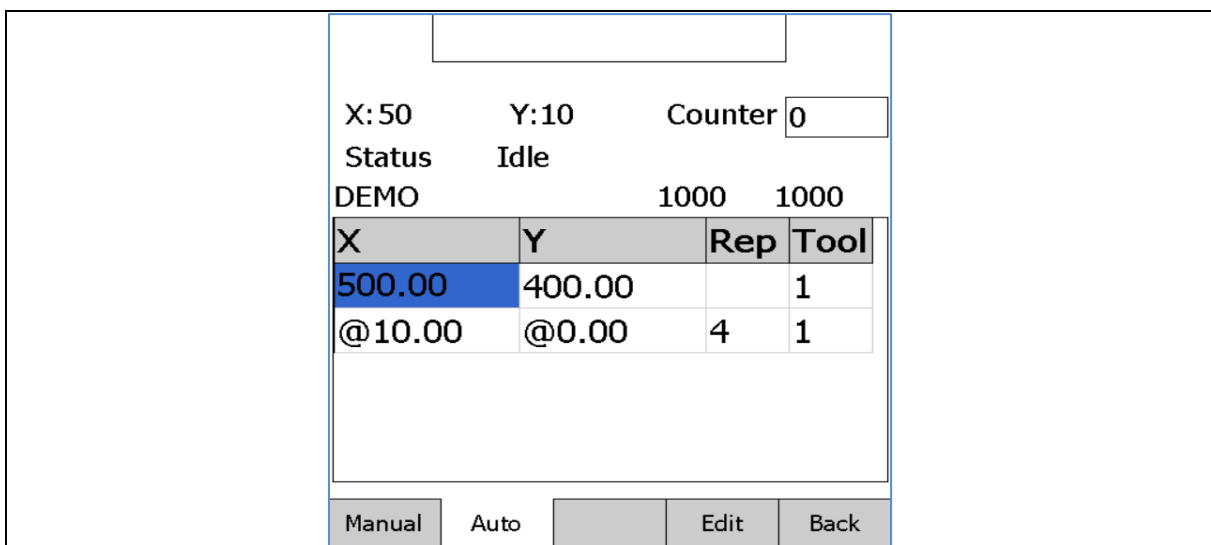 X:50 Y:10 Counter 0
Status Idle
DEMO 1000 1000
X Y Rep Tool
500.00 400.00 1
@10.00 @0.00 4 1
Manual Auto Edit Back